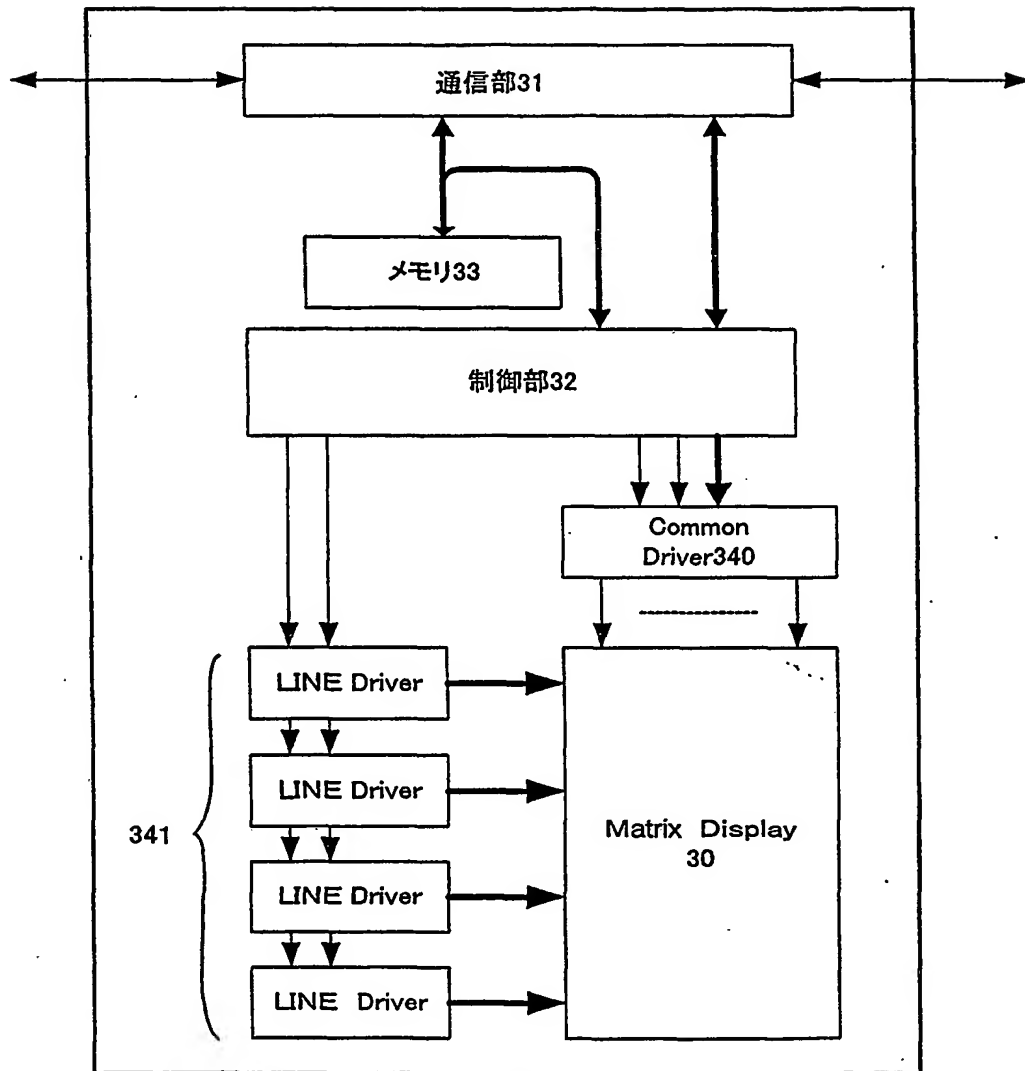 通信部31
メモリ33
制御部32
Common
Driver340
LINE Driver
LINE Driver
LINE Driver
LINE Driver
341
Matrix Display
30